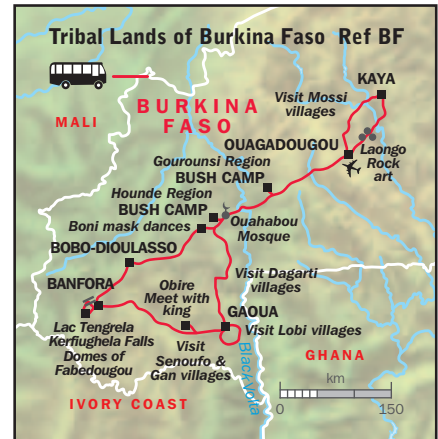 Tribal Lands of Burkina Faso Ref BF
KAYA
Visit Mossi
villages
BURKINA
FASO
MALI
OUAGADOUGOU
Laongo
Rock
art
Gourounsi Region
BUSH CAMP
Hounde Region
BUSH CAMP
Boni mask dances
Ouahabou
Mosque
BOBO-DIOULASSO
Visit Dagarti
villages
BANFORA
Obire
Meet with
king
GAOUA
Lac Tengrela
Kerfiughela Falls
Domes of
Fabedougou
Visit Lobi villages
Visit
Senoufo &
Gan villages
Black Volta
GHANA
IVORY COAST
km
0 150